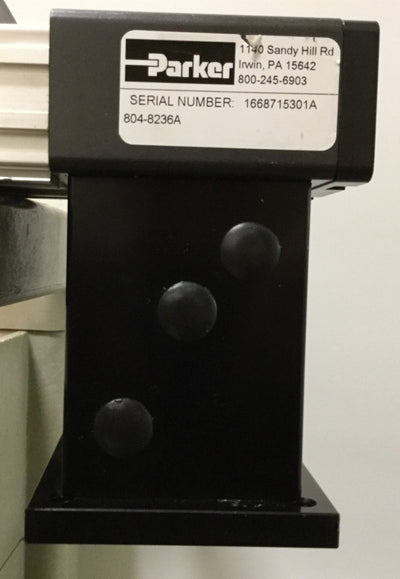 Parker
1140 Sandy Hill Rd
Irwin, PA 15642
800-245-6903
SERIAL NUMBER: 1668715301A
804-8236A